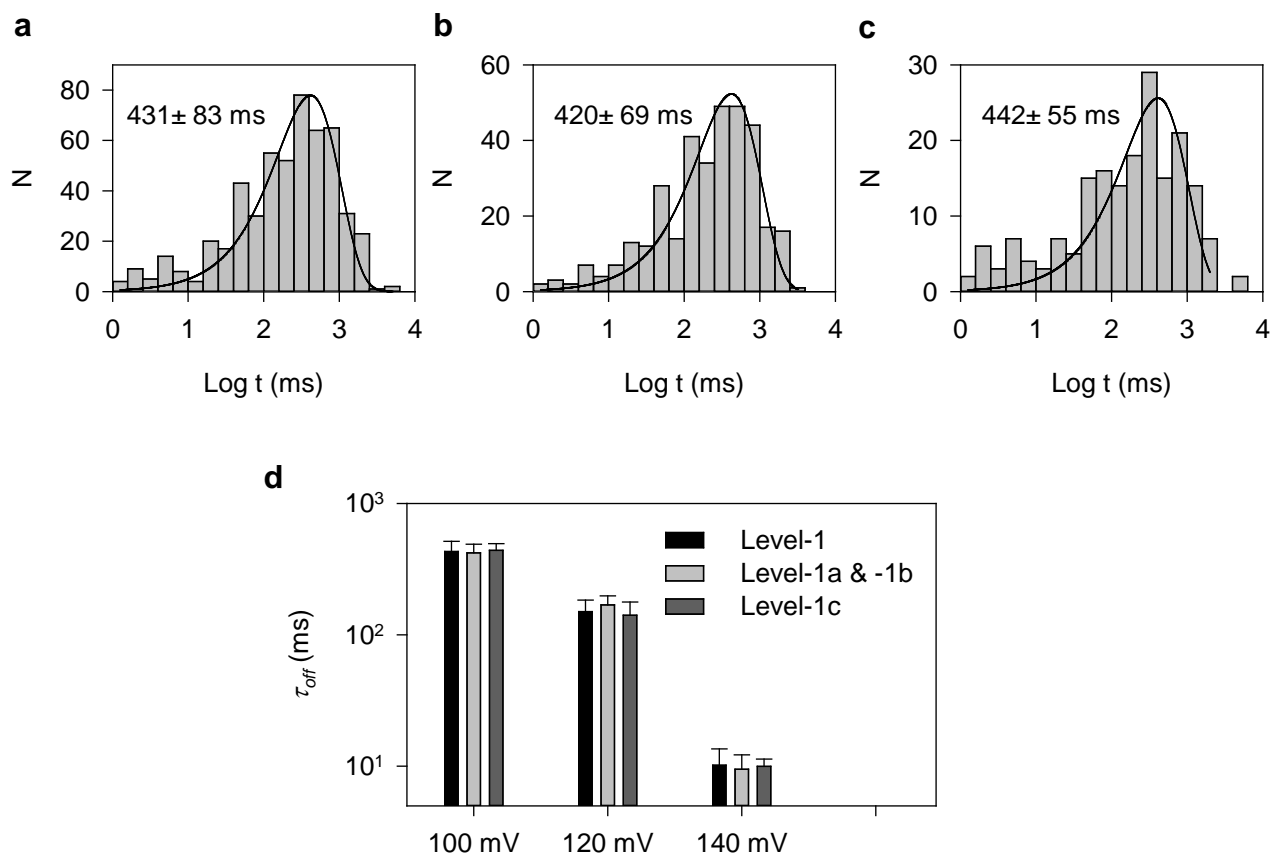 a
b
c
431± 83 ms
420± 69 ms
442± 55 ms
N
80
60
40
20
0
0 1 2 3 4
Log t (ms)
N
60
40
20
0
0 1 2 3 4
Log t (ms)
N
30
20
10
0
0 1 2 3 4
Log t (ms)
d
τoff (ms)
10³
10²
10¹
Level-1
Level-1a & -1b
Level-1c
100 mV 120 mV 140 mV